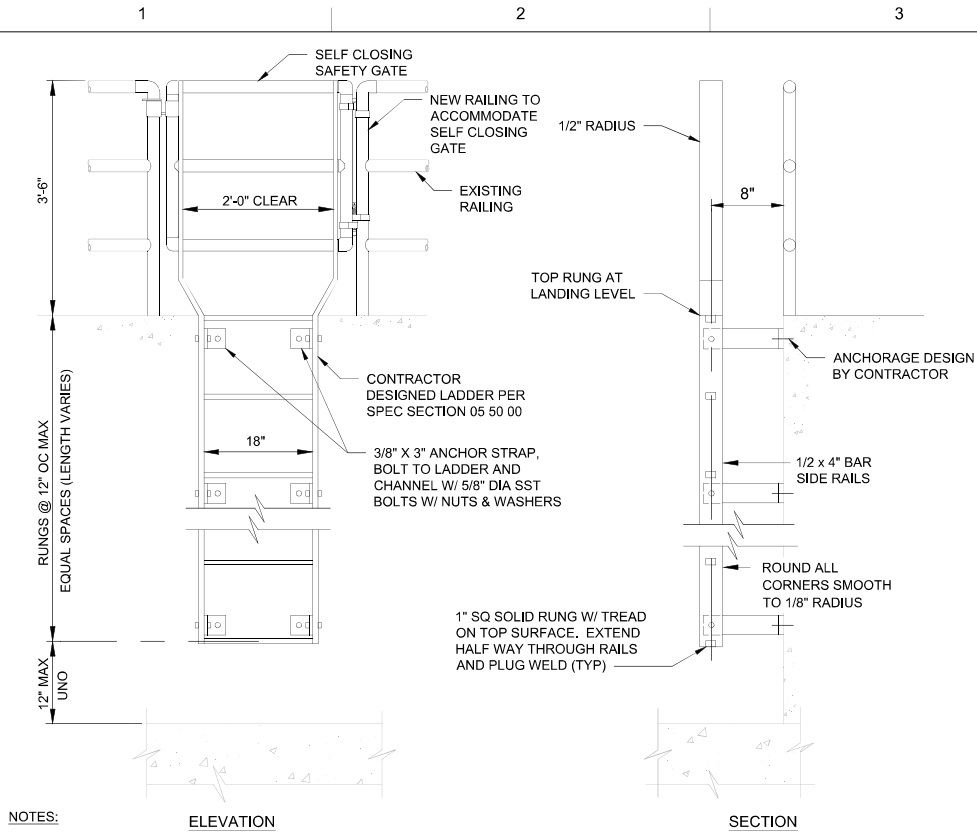 1
2
3
SELF CLOSING
SAFETY GATE
NEW RAILING TO
ACCOMMODATE
SELF CLOSING
GATE
EXISTING
RAILING
3'-6"
2'-0" CLEAR
RUNGS @ 12" OC MAX
EQUAL SPACES (LENGTH VARIES)
18"
CONTRACTOR
DESIGNED LADDER PER
SPEC SECTION 05 50 00
3/8" X 3" ANCHOR STRAP,
BOLT TO LADDER AND
CHANNEL W/ 5/8" DIA SST
BOLTS W/ NUTS & WASHERS
12" MAX
UNO
1/2" RADIUS
8"
TOP RUNG AT
LANDING LEVEL
ANCHORAGE DESIGN
BY CONTRACTOR
1/2 x 4" BAR
SIDE RAILS
ROUND ALL
CORNERS SMOOTH
TO 1/8" RADIUS
1" SQ SOLID RUNG W/ TREAD
ON TOP SURFACE. EXTEND
HALF WAY THROUGH RAILS
AND PLUG WELD (TYP)
NOTES:
ELEVATION
SECTION